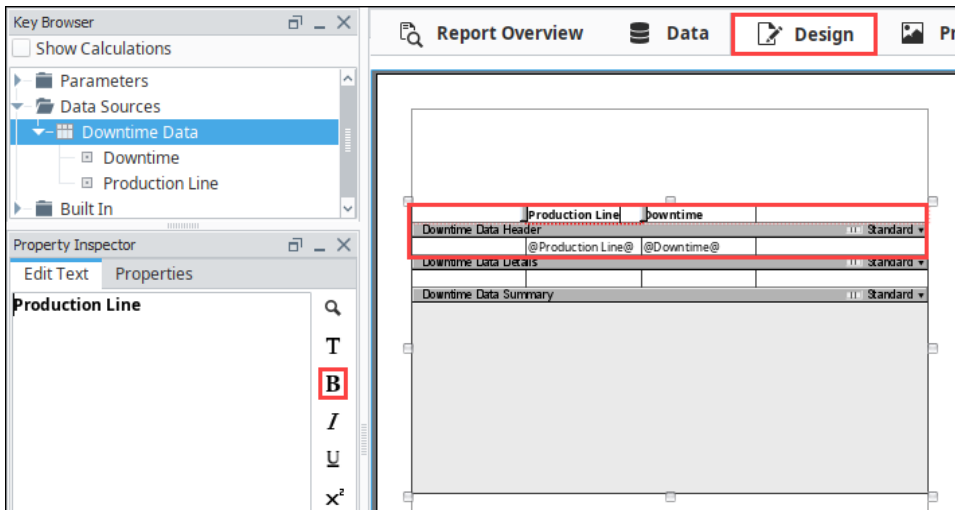 Key Browser
Show Calculations
Parameters
Data Sources
Downtime Data
Downtime
Production Line
Built In
Property Inspector
Edit Text Properties
Production Line
T
B
I
U
x²
Report Overview Data Design Pr
Production Line Downtime
Downtime Data Header Standard
@Production Line@ @Downtime@
Downtime Data Details Standard
Downtime Data Summary Standard